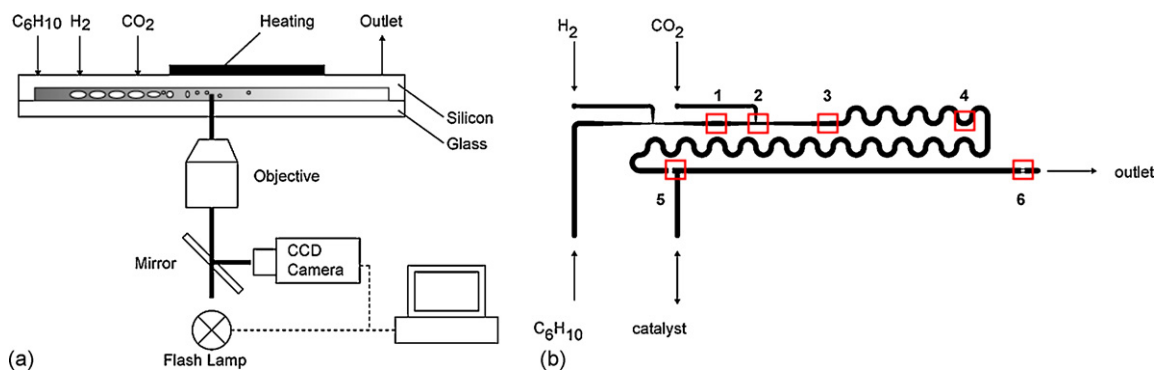 C6H10 H2 CO2 Heating Outlet
Silicon
Glass
Objective
Mirror
CCD
Camera
Flash Lamp
(a)
H2 CO2
1 2 3 4
5 6
outlet
C6H10 catalyst
(b)